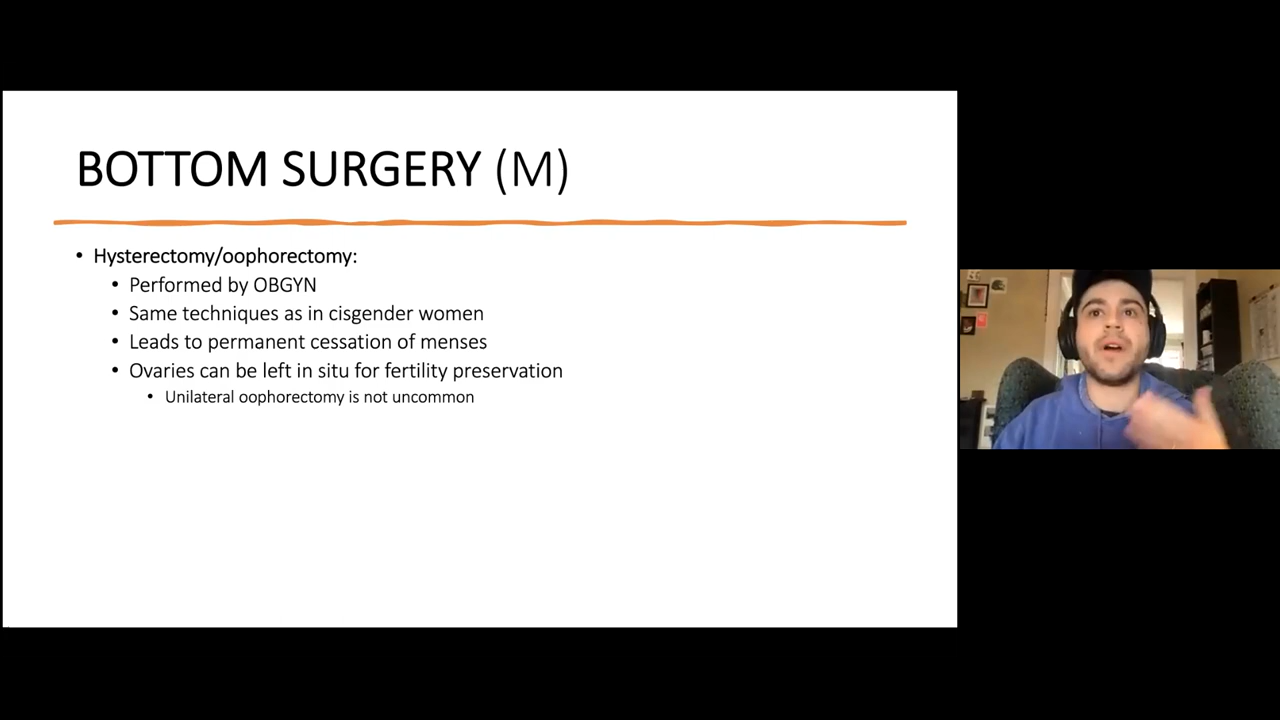 BOTTOM SURGERY (M)
• Hysterectomy/oophorectomy:
• Performed by OBGYN
• Same techniques as in cisgender women
• Leads to permanent cessation of menses
• Ovaries can be left in situ for fertility preservation
• Unilateral oophorectomy is not uncommon